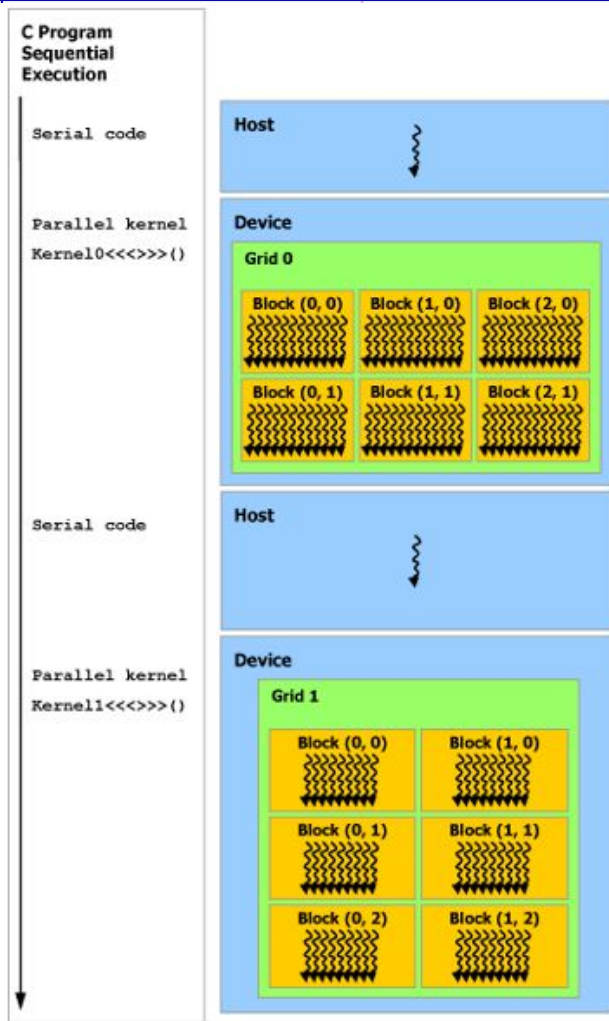 C Program
Sequential
Execution
Serial code
Host
Parallel kernel
Kernel0<<<>>>()
Device
Grid 0
Block (0, 0)
Block (1, 0)
Block (2, 0)
Block (0, 1)
Block (1, 1)
Block (2, 1)
Serial code
Host
Parallel kernel
Kernel1<<<>>>()
Device
Grid 1
Block (0, 0)
Block (1, 0)
Block (0, 1)
Block (1, 1)
Block (0, 2)
Block (1, 2)